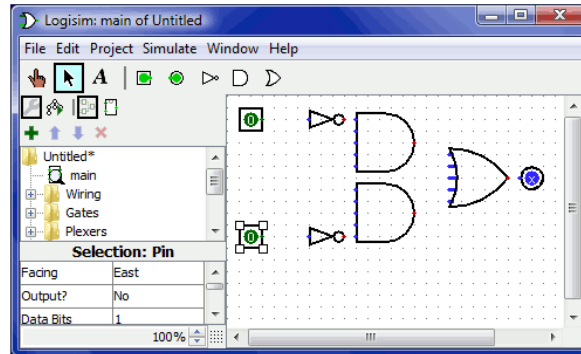 Logisim: main of Untitled
File Edit Project Simulate Window Help
A
0
Untitled*
main
Wiring
Gates
Plexers
x
0
Selection: Pin
Facing East
Output? No
Data Bits 1
100%